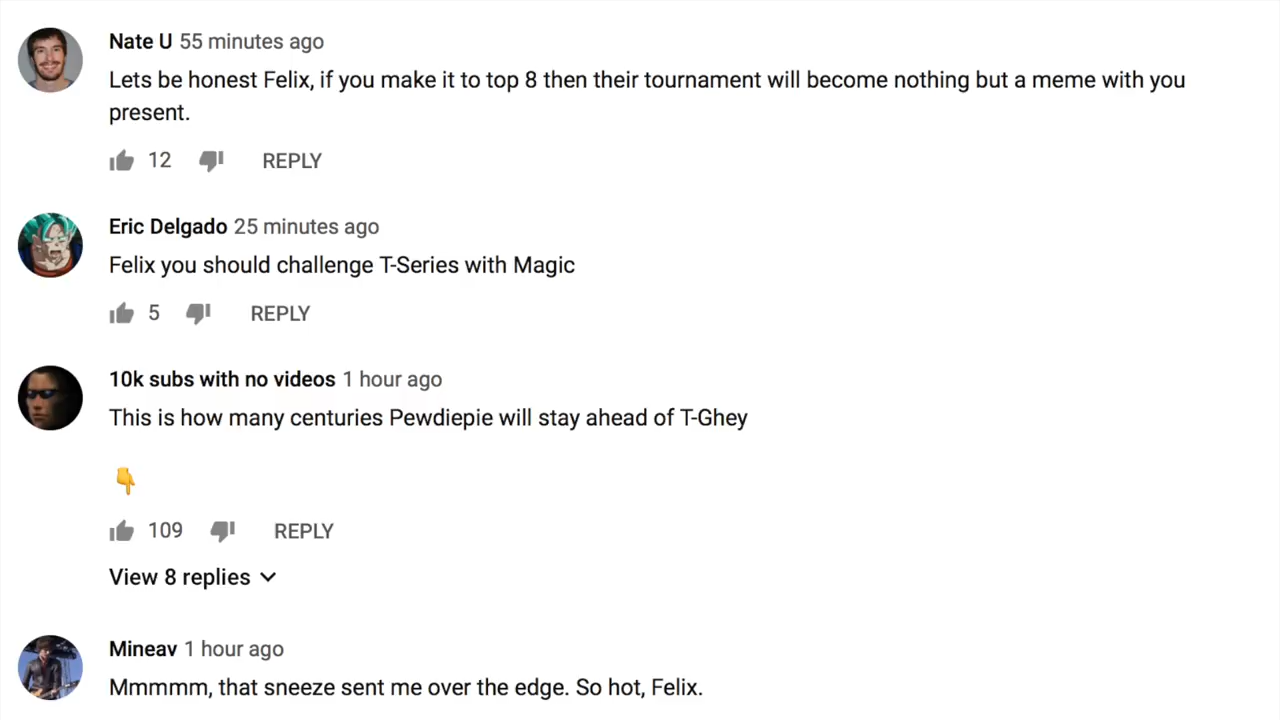 Nate U 55 minutes ago
Lets be honest Felix, if you make it to top 8 then their tournament will become nothing but a meme with you
present.
12 REPLY
Eric Delgado 25 minutes ago
Felix you should challenge T-Series with Magic
5 REPLY
10k subs with no videos 1 hour ago
This is how many centuries Pewdiepie will stay ahead of T-Ghey
👇
109 REPLY
View 8 replies
Mineav 1 hour ago
Mmmmm, that sneeze sent me over the edge. So hot, Felix.